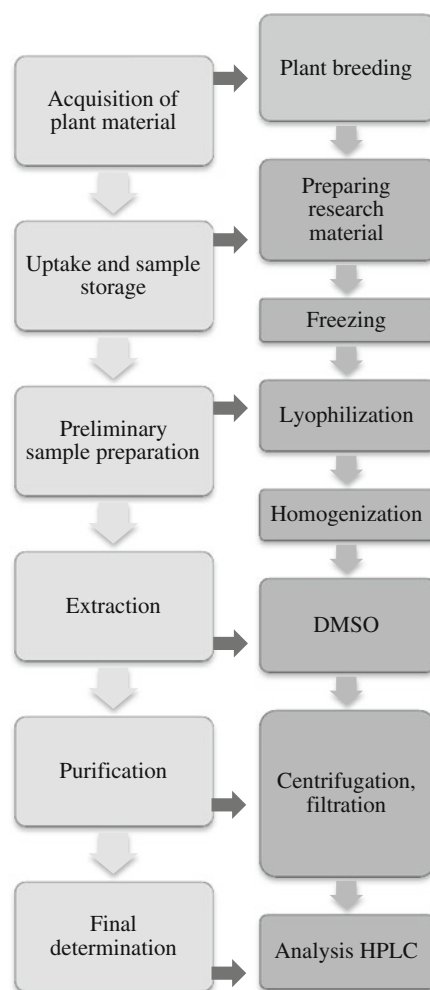 Acquisition of
plant material
Plant breeding
Uptake and sample
storage
Preparing
research
material
Freezing
Preliminary
sample preparation
Lyophilization
Homogenization
Extraction
DMSO
Purification
Centrifugation,
filtration
Final
determination
Analysis HPLC